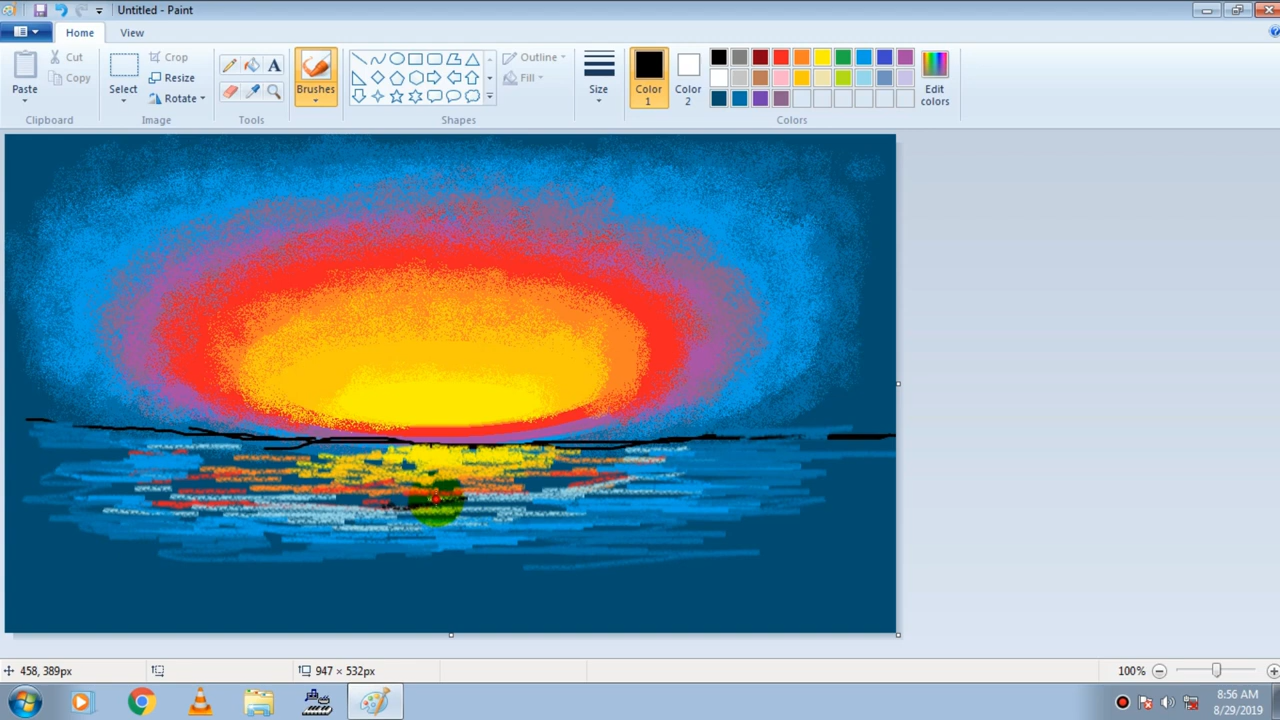 Untitled - Paint
Home View
Paste
Cut
Copy
Clipboard
Select
Crop
Resize
Rotate
Image
A
Tools
Brushes
Outline
Fill
Shapes
Size
Color 1
Color 2
Edit colors
Colors
458, 389px
947 × 532px
100%
8:56 AM
8/29/2019